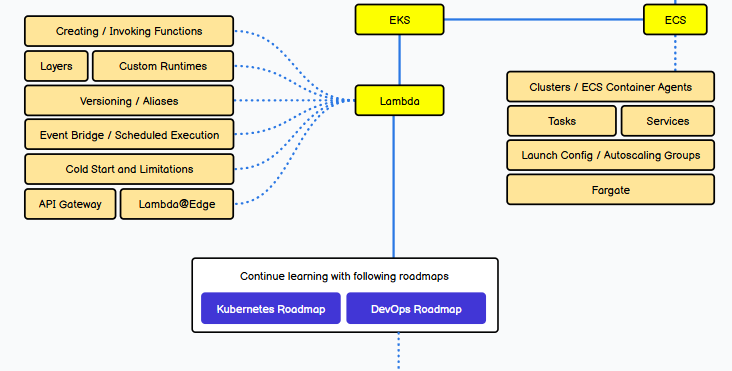 EKS
ECS
Creating / Invoking Functions
Layers
Custom Runtimes
Versioning / Aliases
Event Bridge / Scheduled Execution
Cold Start and Limitations
API Gateway
Lambda@Edge
Lambda
Clusters / ECS Container Agents
Tasks
Services
Launch Config / Autoscaling Groups
Fargate
Continue learning with following roadmaps
Kubernetes Roadmap
DevOps Roadmap